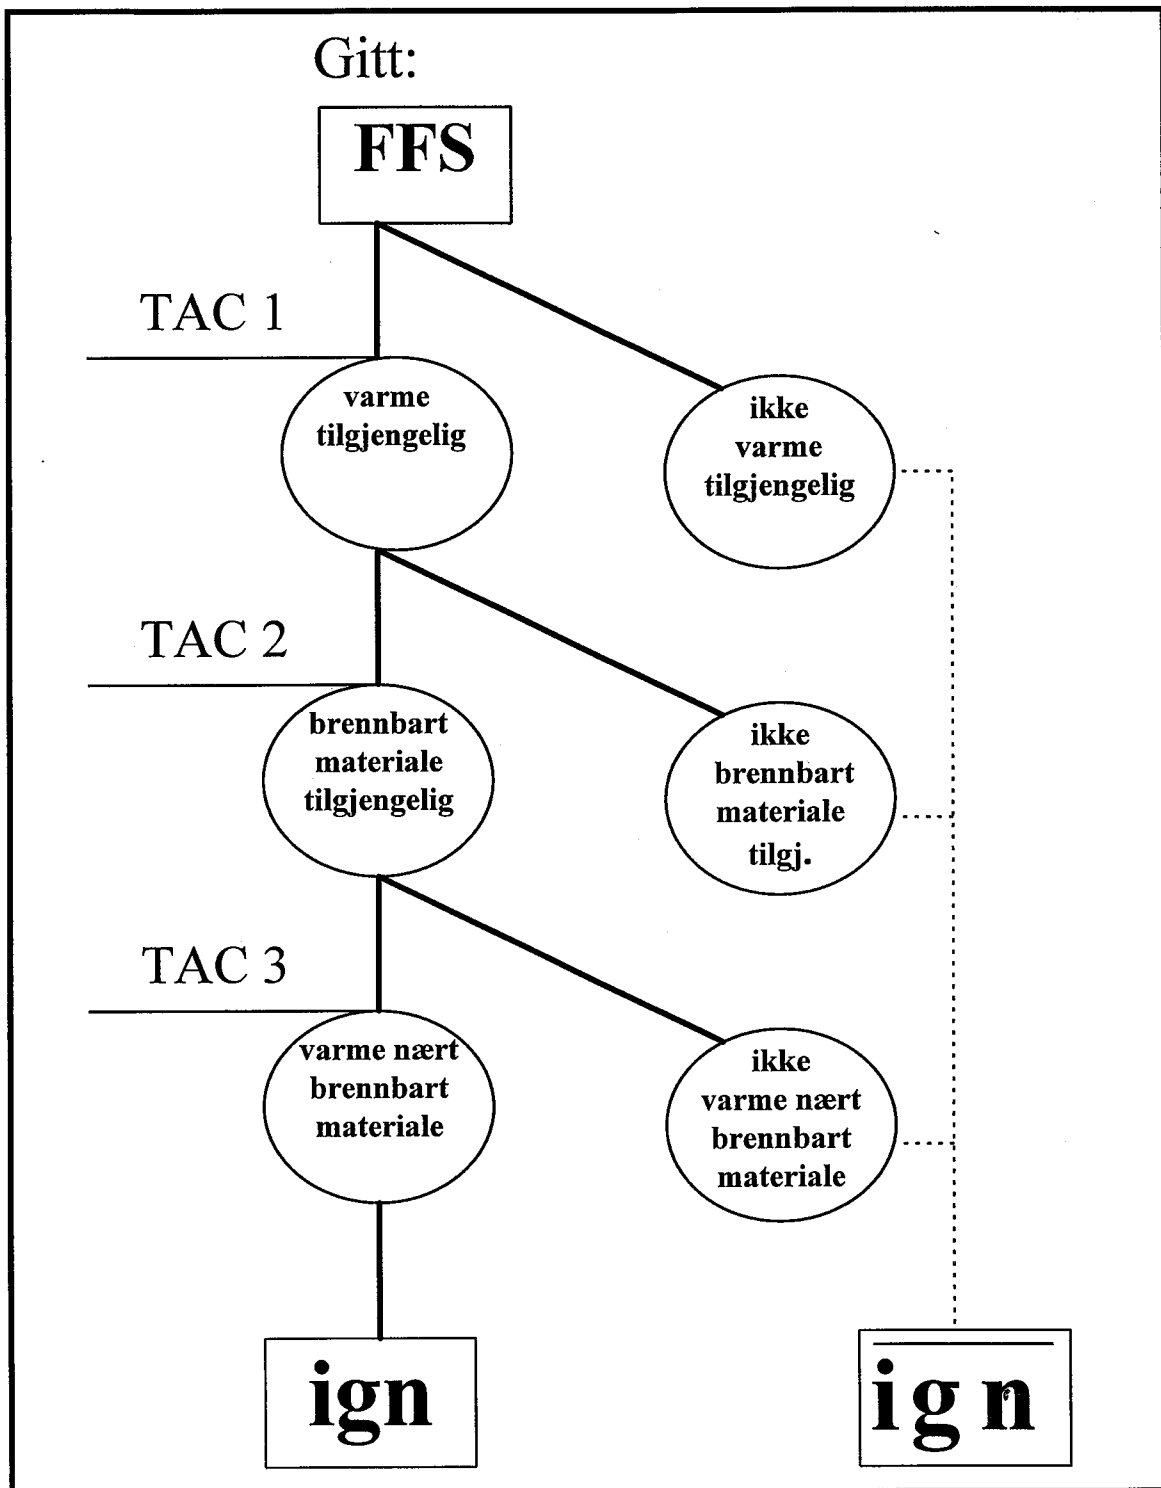 Gitt:
FFS
TAC 1
varme
tilgjengelig
ikke
varme
tilgjengelig
TAC 2
brennbart
materiale
tilgjengelig
ikke
brennbart
materiale
tilgj.
TAC 3
varme nært
brennbart
materiale
ikke
varme nært
brennbart
materiale
ign
ign